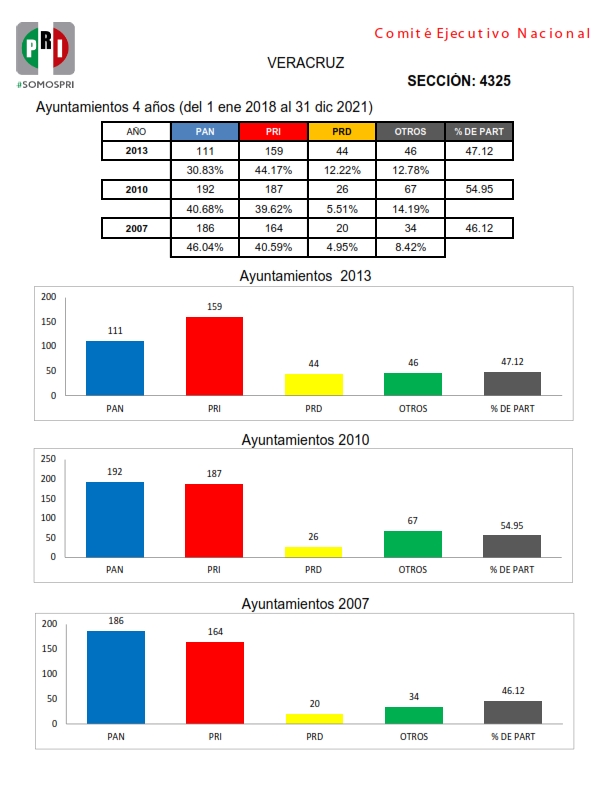 Comité Ejecutivo Nacional
PRI
#SOMOSPRI
VERACRUZ
SECCIÓN: 4325
Ayuntamientos 4 años (del 1 ene 2018 al 31 dic 2021)
AÑO PAN PRI PRD OTROS % DE PART
2013 111 159 44 46 47.12
30.83% 44.17% 12.22% 12.78%
2010 192 187 26 67 54.95
40.68% 39.62% 5.51% 14.19%
2007 186 164 20 34 46.12
46.04% 40.59% 4.95% 8.42%
Ayuntamientos 2013
200
150
100
50
0
111 159 44 46 47.12
PAN PRI PRD OTROS % DE PART
Ayuntamientos 2010
250
200
150
100
50
0
192 187 26 67 54.95
PAN PRI PRD OTROS % DE PART
Ayuntamientos 2007
200
150
100
50
0
186 164 20 34 46.12
PAN PRI PRD OTROS % DE PART